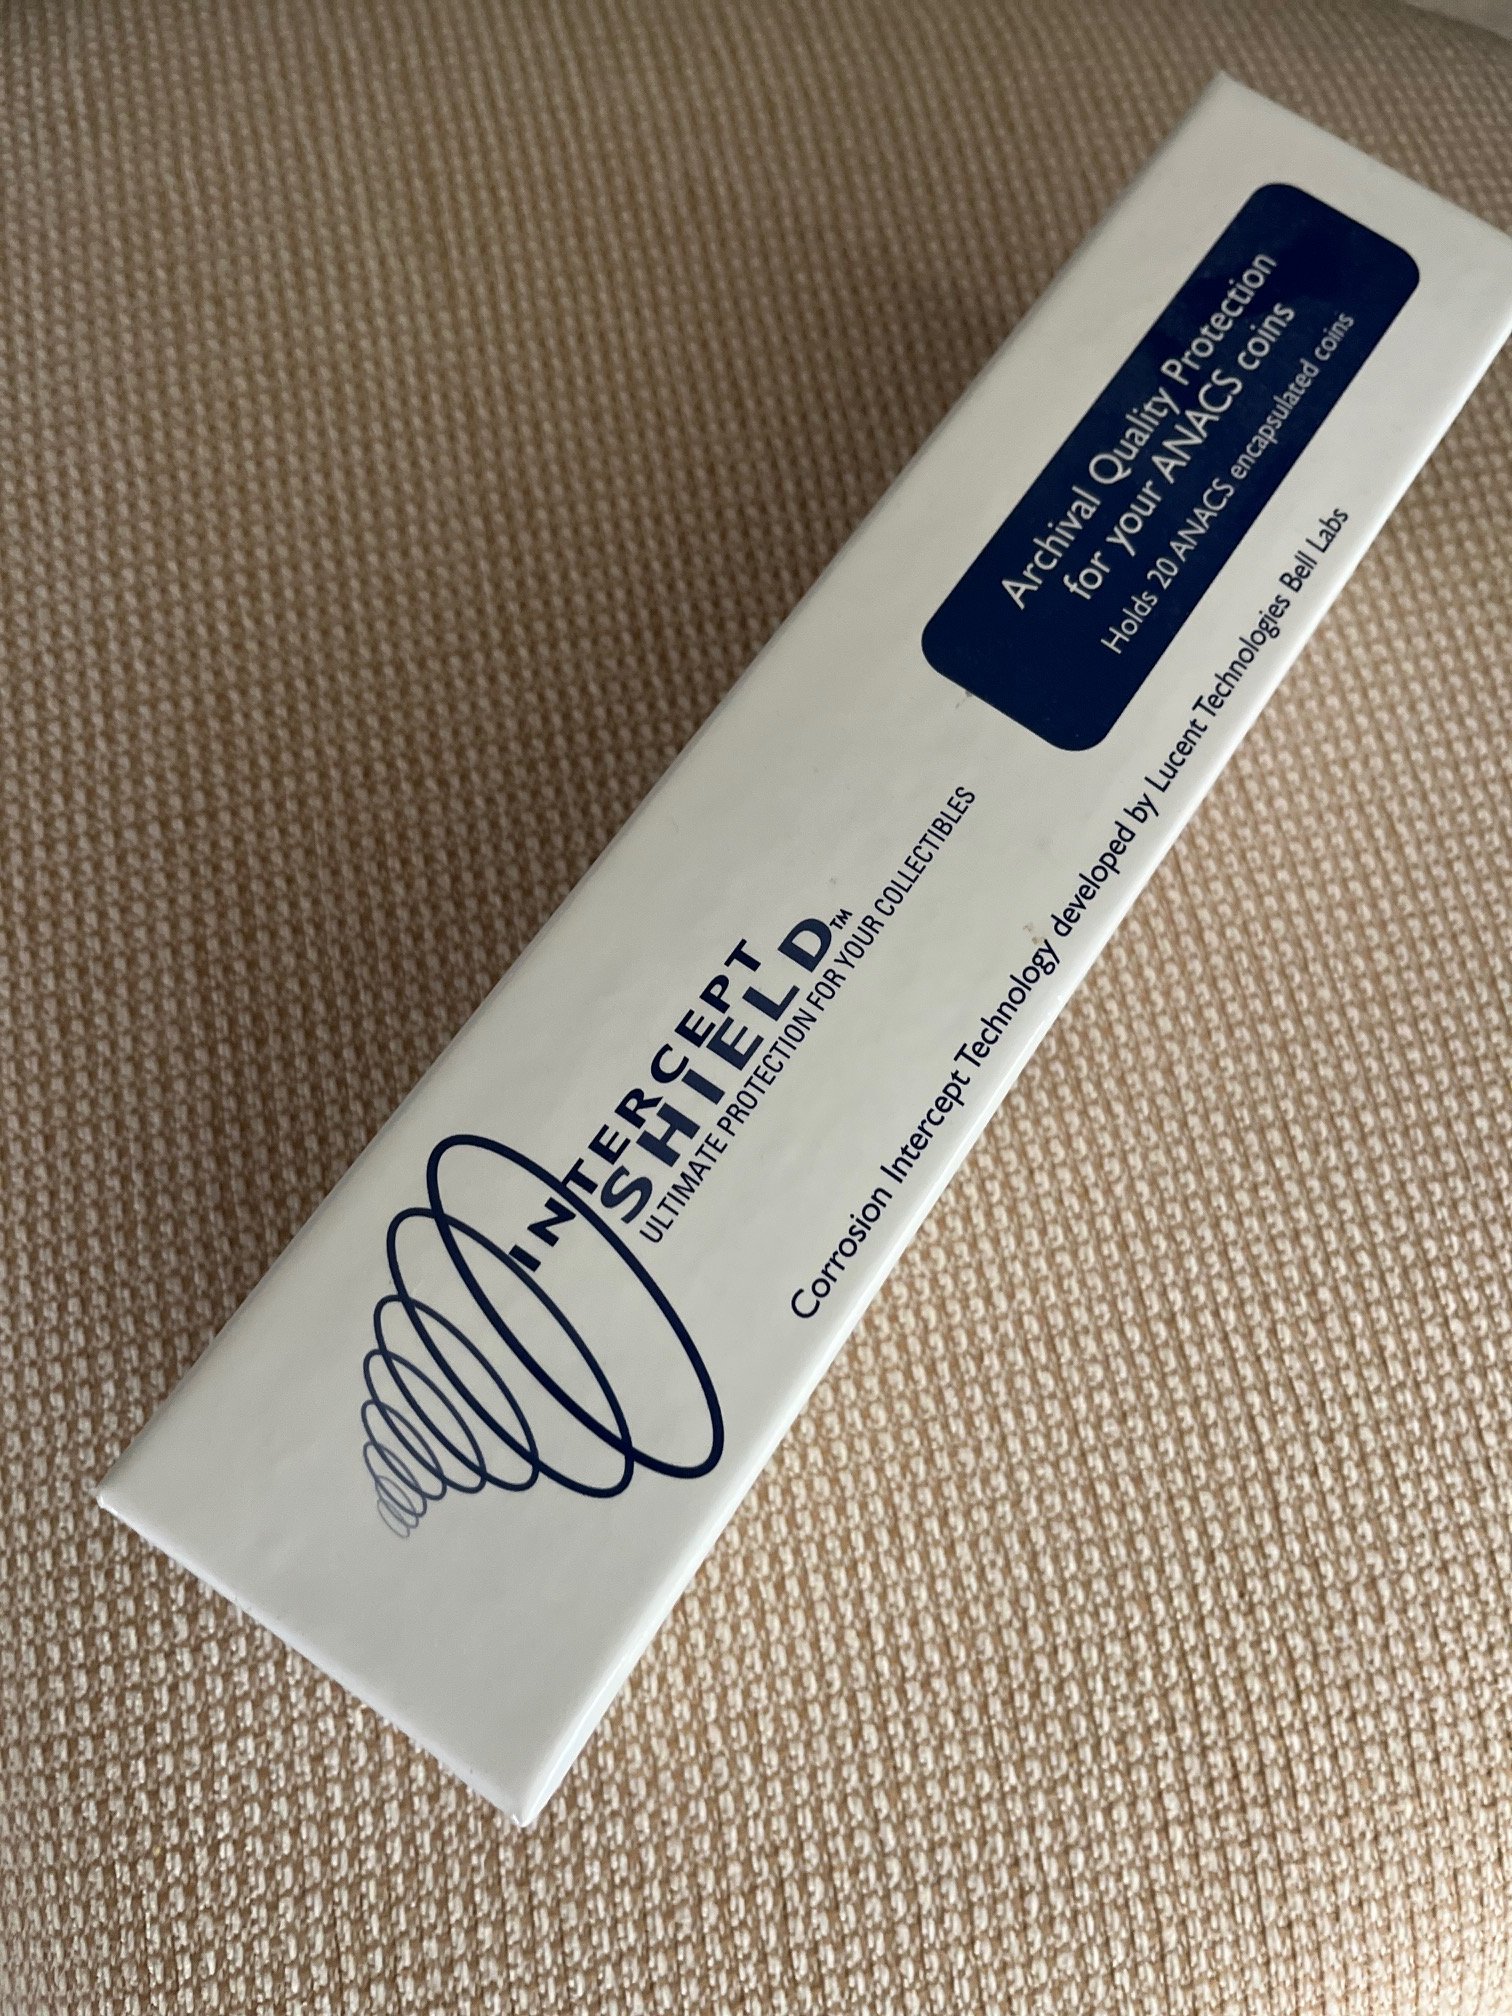 INTERCEPT
SHIELD™
ULTIMATE PROTECTION FOR YOUR COLLECTIBLES
Corrosion Intercept Technology developed by Lucent Technologies Bell Labs
Archival Quality Protection
for your ANACS coins
Holds 20 ANACS encapsulated coins